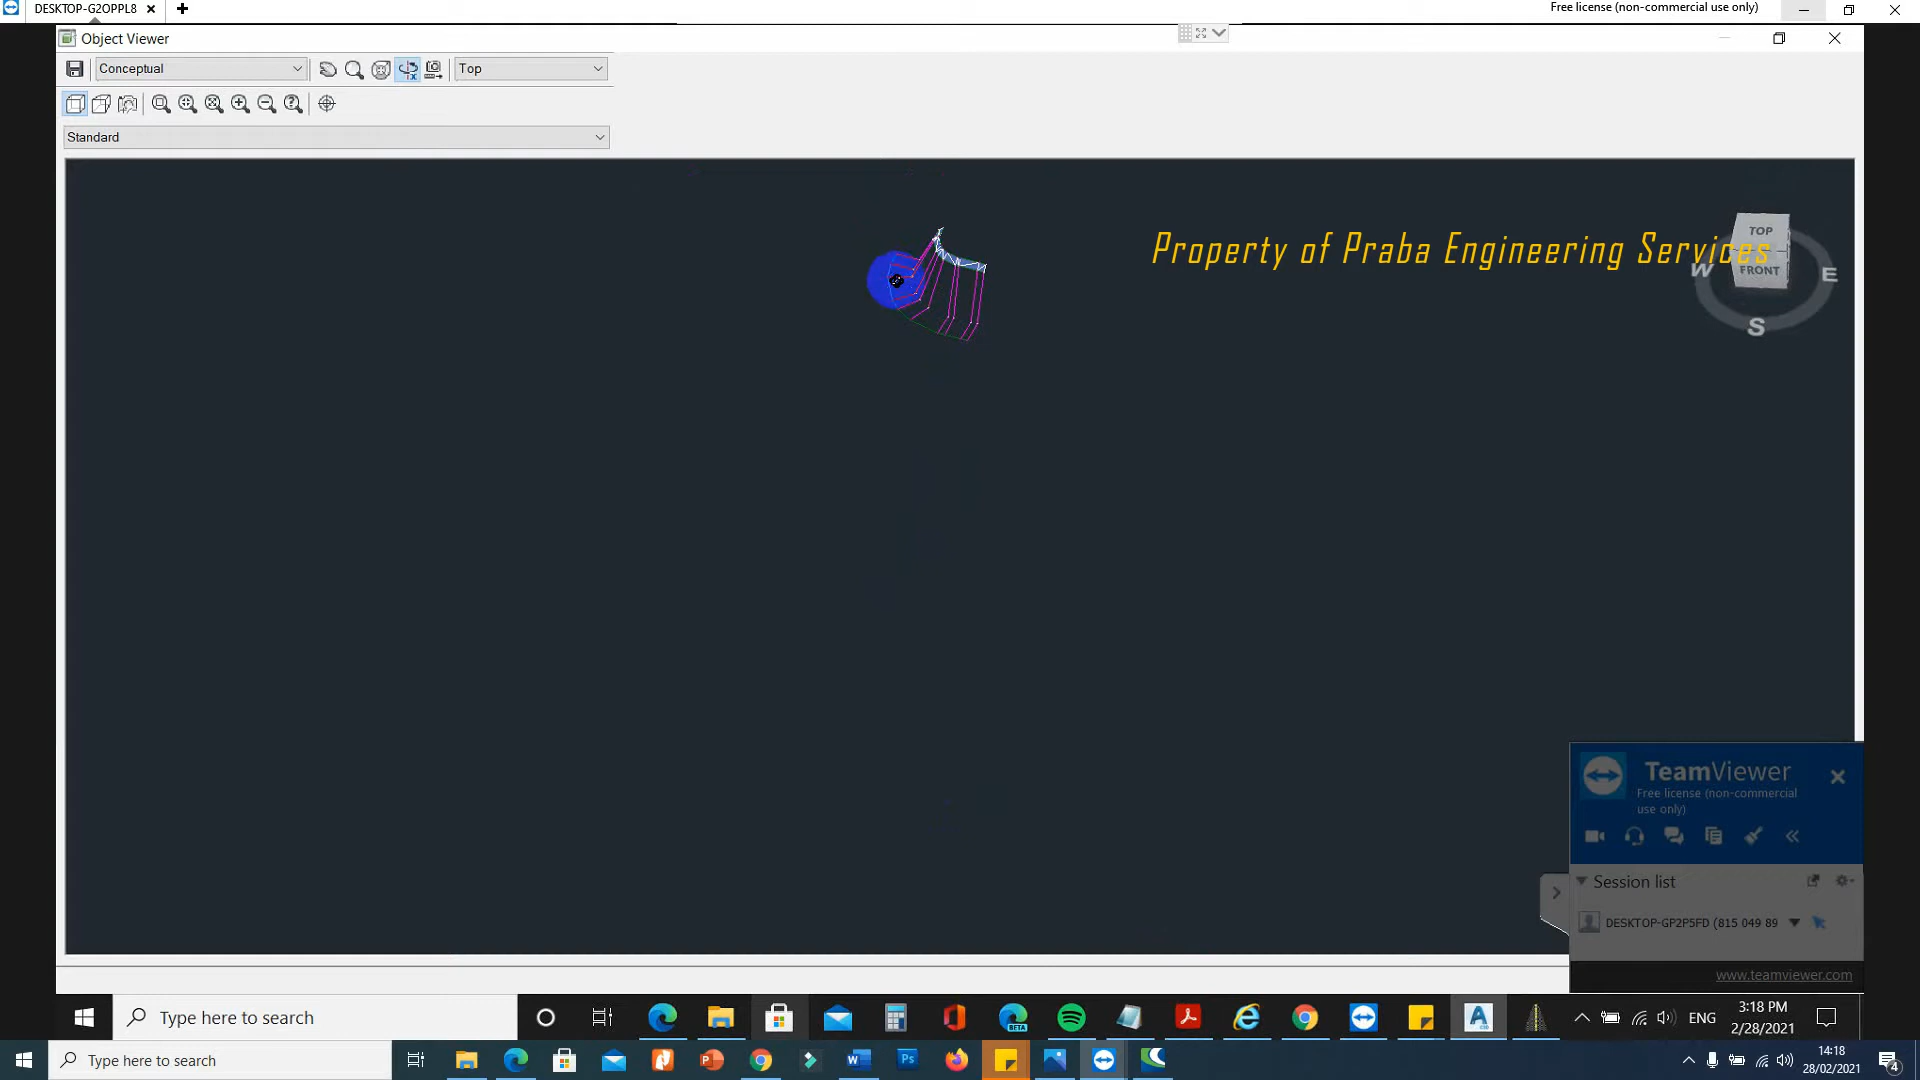 DESKTOP-G2OPPL8
Free license (non-commercial use only)
Object Viewer
Conceptual
Top
Standard
Property of Praba Engineering Services
TOP
FRONT
W
E
S
TeamViewer
Free license (non-commercial
use only)
Session list
DESKTOP-GP2P5FD (815 049 89
www.teamviewer.com
Type here to search
BETA
ENG
3:18 PM
2/28/2021
Type here to search
14:18
28/02/2021
4